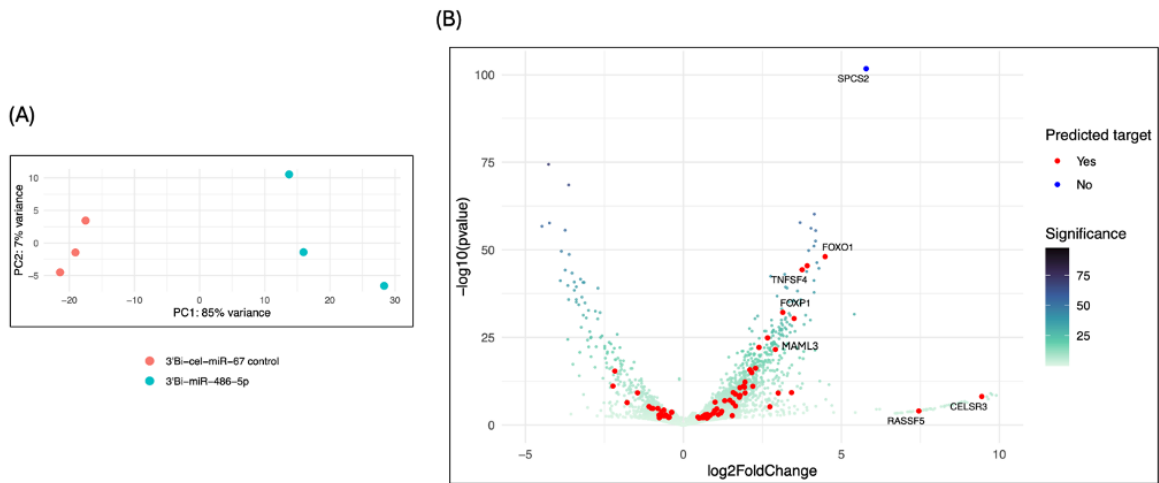 (A)
10
5
0
−5
PC2: 7% variance
−20
−10
0
10
20
30
PC1: 85% variance
3'Bi−cel−miR−67 control
3'Bi−miR−486−5p
(B)
100
75
50
25
0
−log10(pvalue)
SPCS2
FOXO1
TNFSF4
FOXP1
MAML3
CELSR3
RASSF5
−5
0
5
10
log2FoldChange
Predicted target
Yes
No
Significance
75
50
25